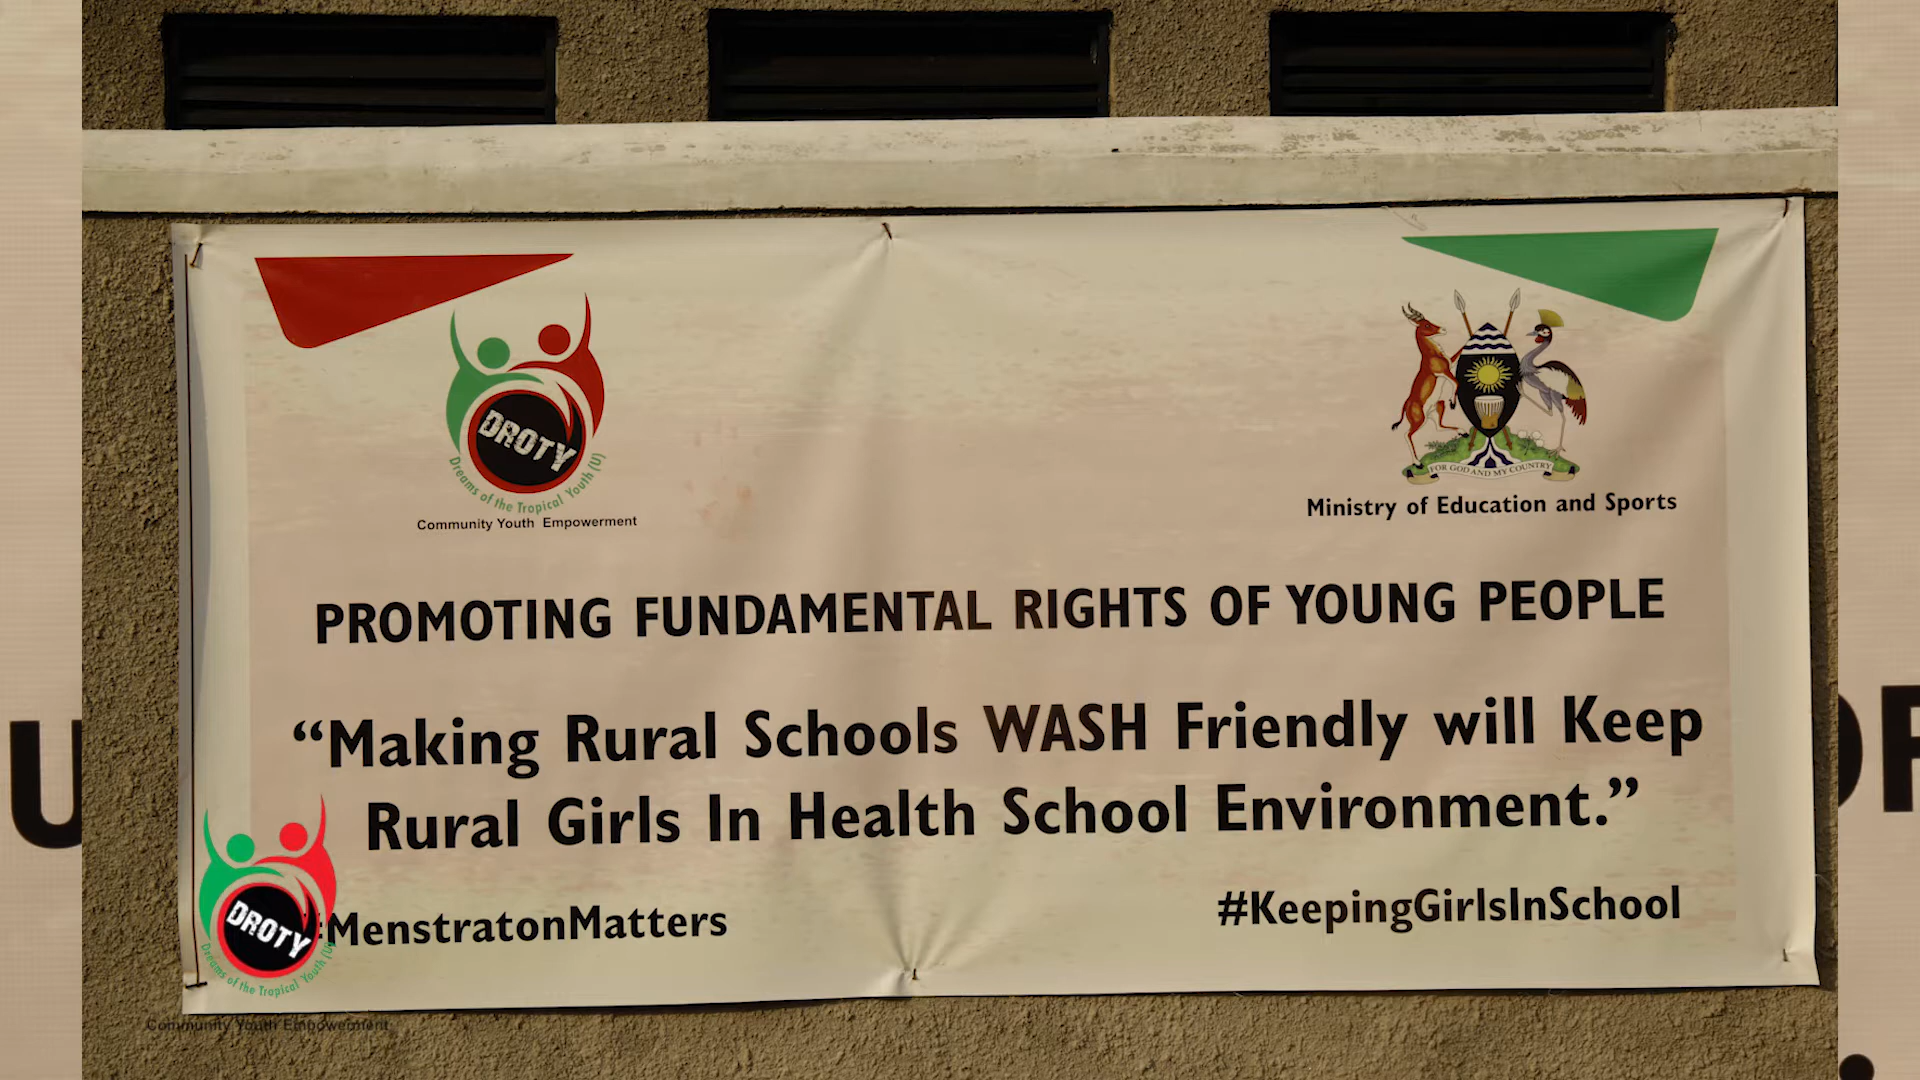 DROTY
Dreams of the Tropical Youth (U)
Community Youth Empowerment
FOR GOD AND MY COUNTRY
Ministry of Education and Sports
PROMOTING FUNDAMENTAL RIGHTS OF YOUNG PEOPLE
“Making Rural Schools WASH Friendly will Keep
Rural Girls In Health School Environment.”
#MenstratonMatters
#KeepingGirlsInSchool
DROTY
Dreams of the Tropical Youth (U)
Community Youth Empowerment